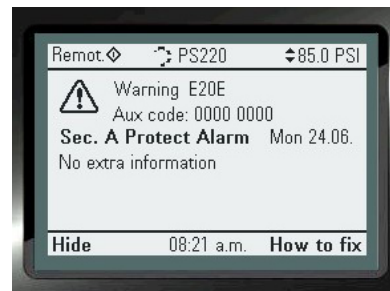 Remot. PS220 85.0 PSI
Warning E20E
Aux code: 0000 0000
Sec. A Protect Alarm Mon 24.06.
No extra information
Hide 08:21 a.m. How to fix